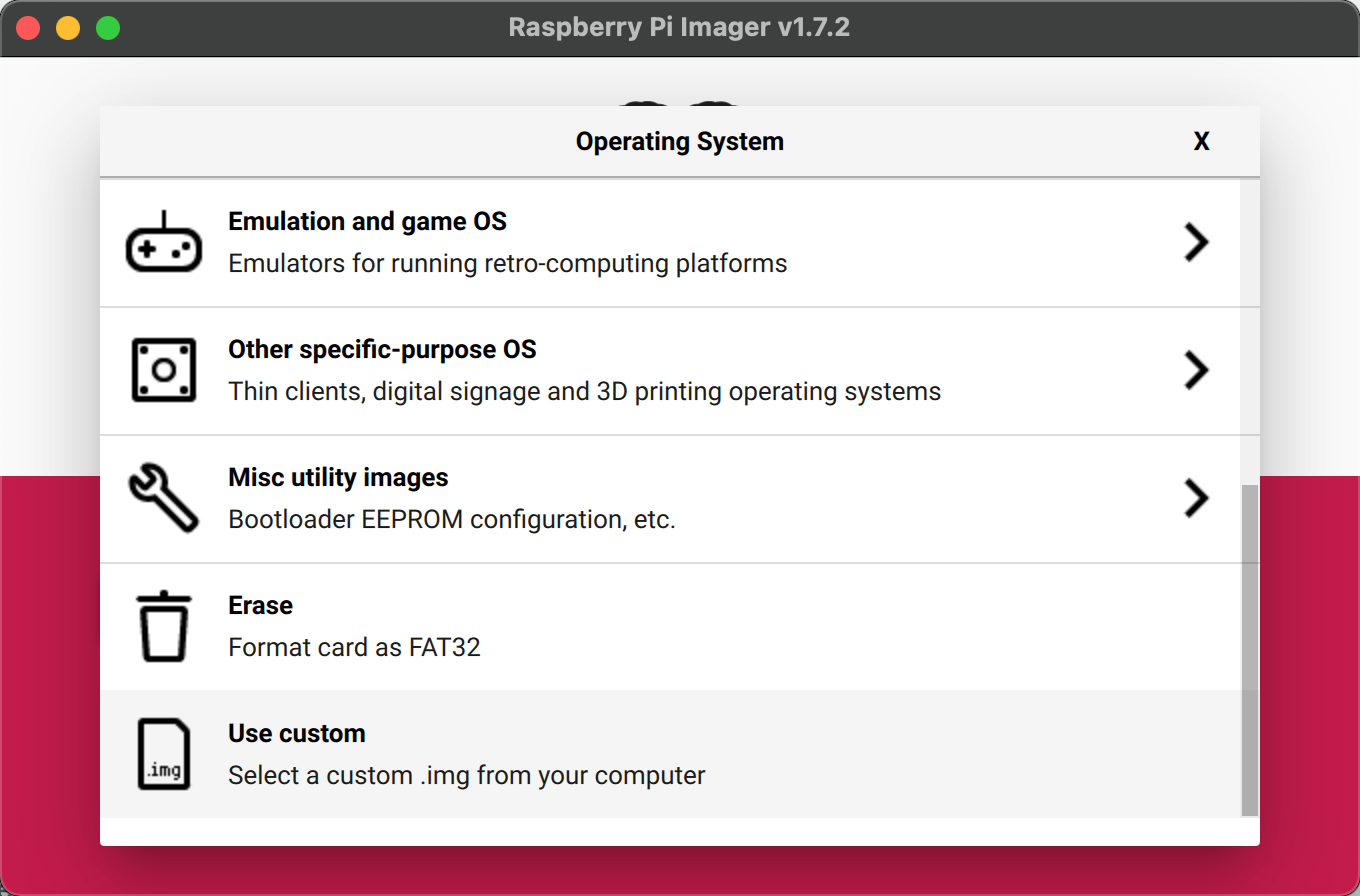 Raspberry Pi Imager v1.7.2
Operating System
X
Emulation and game OS
Emulators for running retro-computing platforms
Other specific-purpose OS
Thin clients, digital signage and 3D printing operating systems
Misc utility images
Bootloader EEPROM configuration, etc.
Erase
Format card as FAT32
Use custom
.img
Select a custom .img from your computer